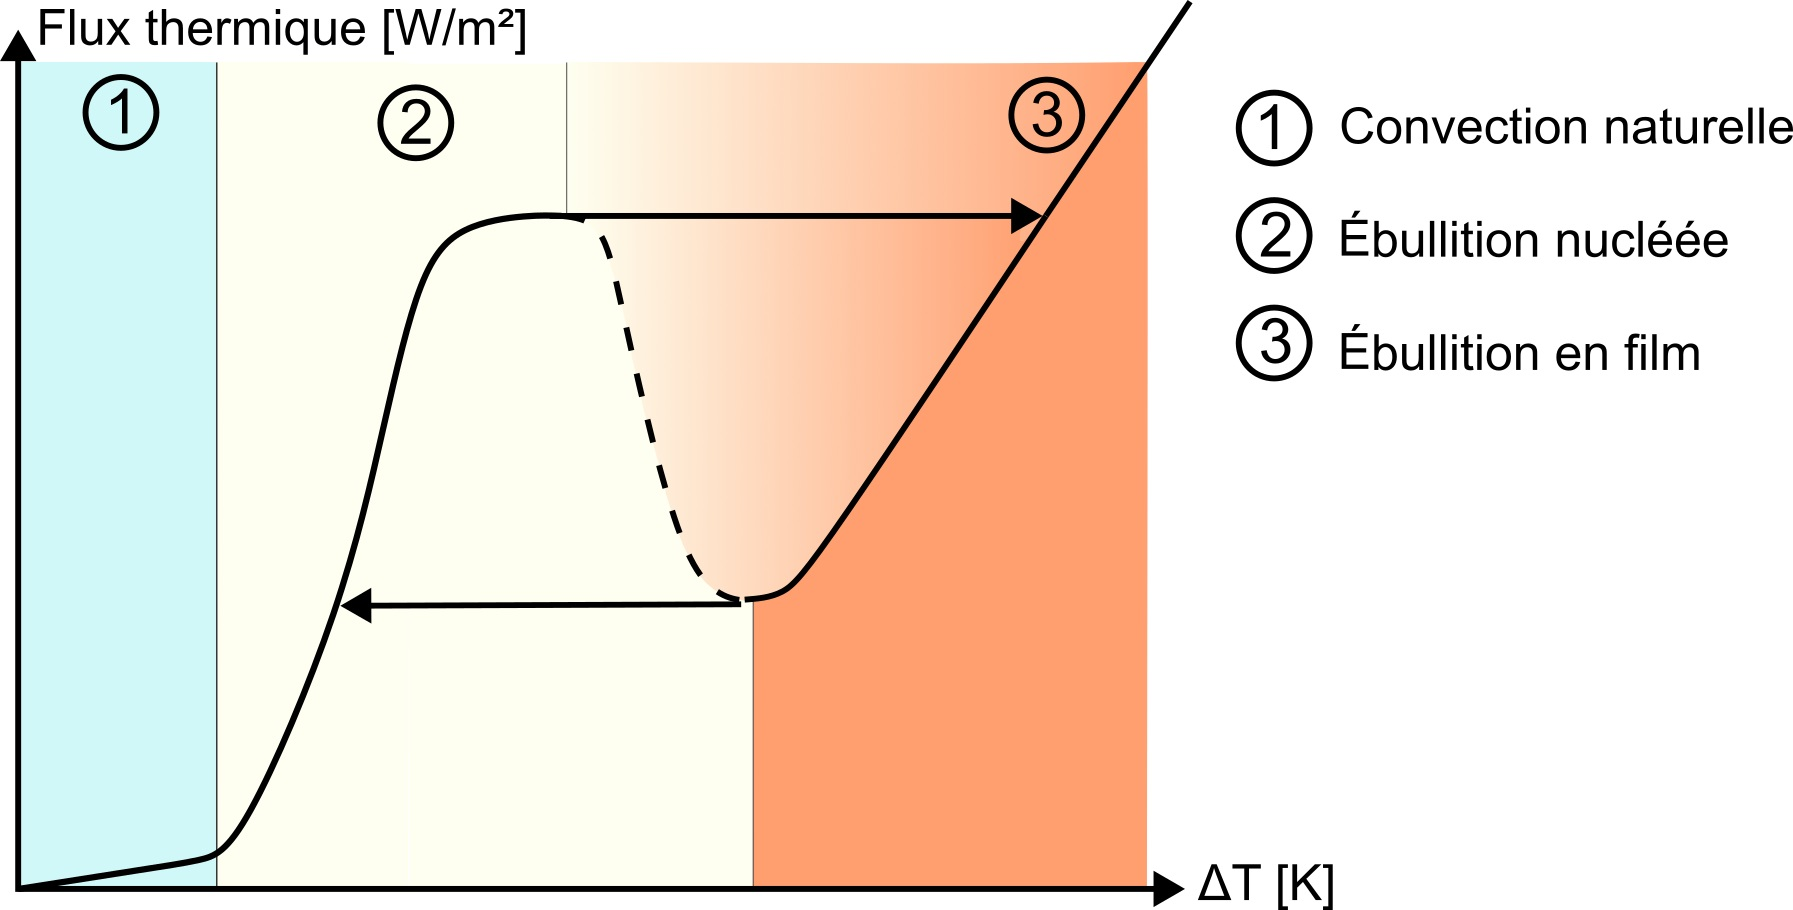 Flux thermique [W/m²]
1
2
3
1 Convection naturelle
2 Ébullition nucléée
3 Ébullition en film
ΔT [K]